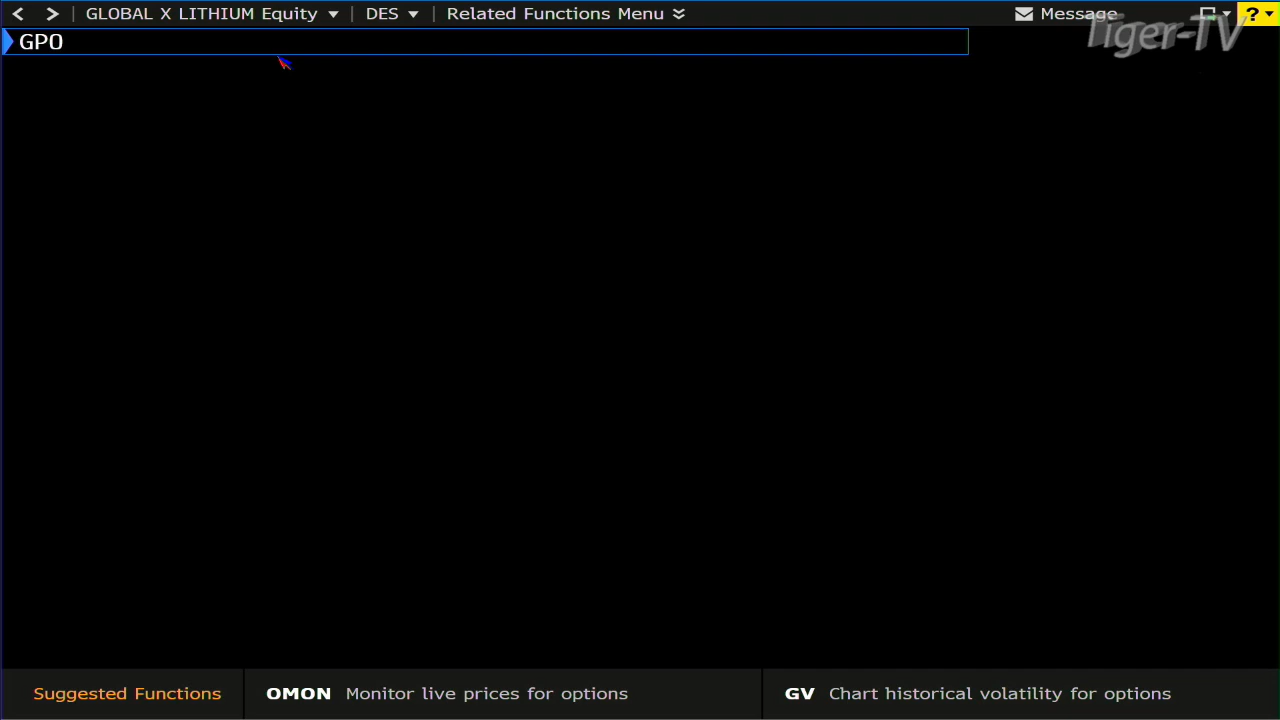 < > | GLOBAL X LITHIUM Equity | DES | Related Functions Menu Message ?
Tiger-TV
GPO
Suggested Functions OMON Monitor live prices for options GV Chart historical volatility for options